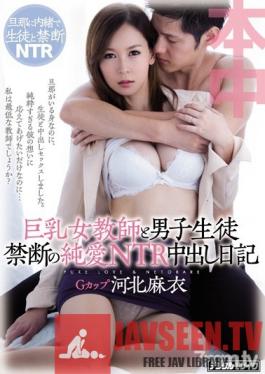 本中
旦那に内緒で
生徒と禁断
NTR
旦那がいる身なのに、
生徒と中出しセックスしました。
純粋すぎる彼の想いに
応えてあげたいだけなのに…
私は最低な教師でしょうか?
巨乳女教師と男子生徒
禁断の純愛NTR中出し日記
PURE LOVE & NETORARE
Gカップ 河北麻衣
JAVSEEN.TV
FREE JAV LIBRARY